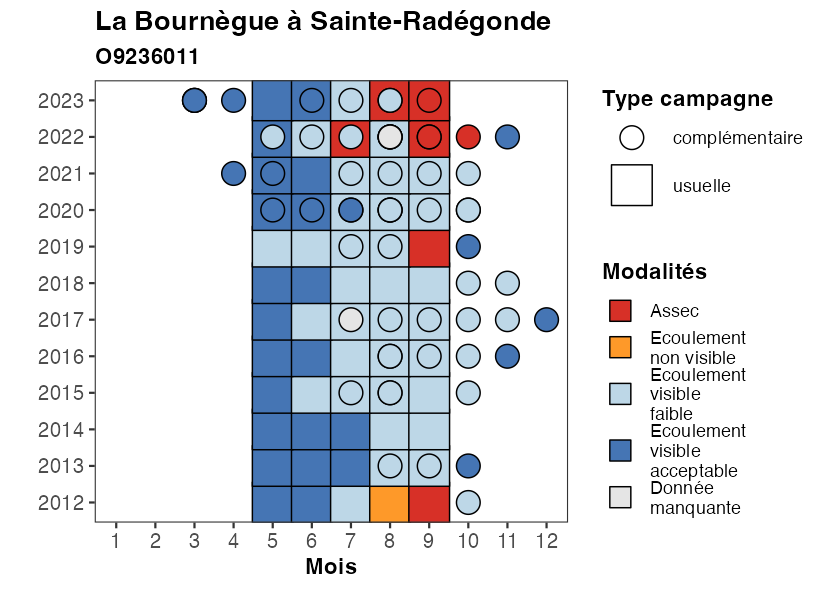 La Bournègue à Sainte-Radégonde
O9236011
2023
2022
2021
2020
2019
2018
2017
2016
2015
2014
2013
2012
1 2 3 4 5 6 7 8 9 10 11 12
Mois
Type campagne
complémentaire
usuelle
Modalités
Assec
Ecoulement
non visible
Ecoulement
visible
faible
Ecoulement
visible
acceptable
Donnée
manquante